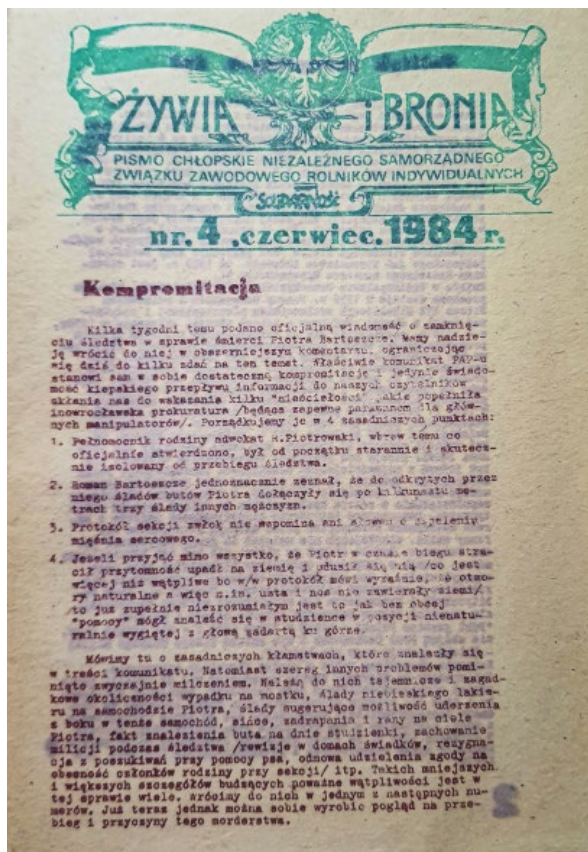 ŻYWIĄ i BRONIĄ
PISMO CHŁOPSKIE NIEZALEŻNEGO SAMORZĄDNEGO
ZWIĄZKU ZAWODOWEGO ROLNIKÓW INDYWIDUALNYCH
SOLIDARNOŚĆ
nr.4.czerwiec.1984 r.
Kompromitacja
Kilka tygodni temu podano oficjalną wiadomość o zamknię-
ciu śledztwa w sprawie śmierci Piotra Bartoszcze. Mamy nadzie-
ję wrócić do niej w obszerniejszym komentarzu, ograniczając
się dziś do kilku zdań na ten temat. Właściwie komunikat PAP-u
stanowi sam w sobie dostateczną kompromitację i jedynie świado-
mość kiepskiego przepływu informacji do naszych czytelników
skłania nas do wskazania kilku "nieścisłości" jakie popełniła
inowrocławska prokuratura /będąca zapewne parawanem dla głów-
nych manipulatorów/. Porządkujemy je w 4 zasadniczych punktach:
1. Pełnomocnik rodziny adwokat R.Piotrowski, wbrew temu co
oficjalnie stwierdzono, był od początku starannie i skutecz-
nie izolowany od przebiegu śledztwa.
2. Roman Bartoszcze jednoznacznie zeznał, że do odkrytych przez
niego śladów butów Piotra dołączyły się po kilkunastu me-
trach trzy ślady innych mężczyzn.
3. Protokół sekcji zwłok nie wspomina ani słowem o
mięśnia sercowego.
4. Jeżeli przyjąć mimo wszystko, że Piotr w czasie biegu stra-
cił przytomność upadł na ziemię i udusił się nią /co jest
więcej niż wątpliwe bo w/w protokół mówi wyraźnie, że otwo-
ry naturalne a więc m.in. usta i nos nie zawierały ziemi/
to już zupełnie niezrozumiałym jest to jak bez obcej
"pomocy" mógł znaleść się w studzience w pozycji nienatu-
ralnie wygiętej z głową zadartą ku górze.
Mówimy tu o zasadniczych kłamstwach, które znalazły się
w treści komunikatu. Natomiast szereg innych problemów pomi-
nięto zwyczajnie milczeniem. Należą do nich tajemnicze i zagad-
kowe okoliczności wypadku na mostku, ślady niebieskiego lakie-
ru na samochodzie Piotra, ślady sugerujące możliwość uderzenia
z boku w tenże samochód, sińce, zadrapania i rany na ciele
Piotra, fakt znalezienia buta na dnie studzienki, zachowanie
milicji podczas śledztwa /rewizje w domach świadków, rezygna-
cja z poszukiwań przy pomocy psa, odmowa udzielenia zgody na
obecność członków rodziny przy sekcji/ itp. Takich mniejszych
i większych szczegółów budzących poważne wątpliwości jest w
tej sprawie wiele. Wrócimy do nich w jednym z następnych nu-
merów. Już teraz jednak można sobie wyrobić pogląd na prze-
bieg i przyczyny tego morderstwa.
2